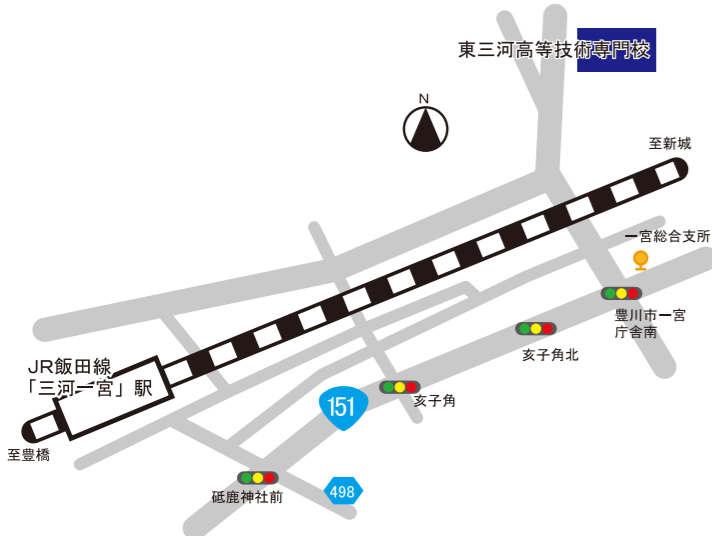 東三河高等技術専門校
N
至新城
一宮総合支所
豊川市一宮
庁舎南
亥子角北
JR飯田線
「三河一宮」駅
亥子角
151
至豊橋
498
砥鹿神社前